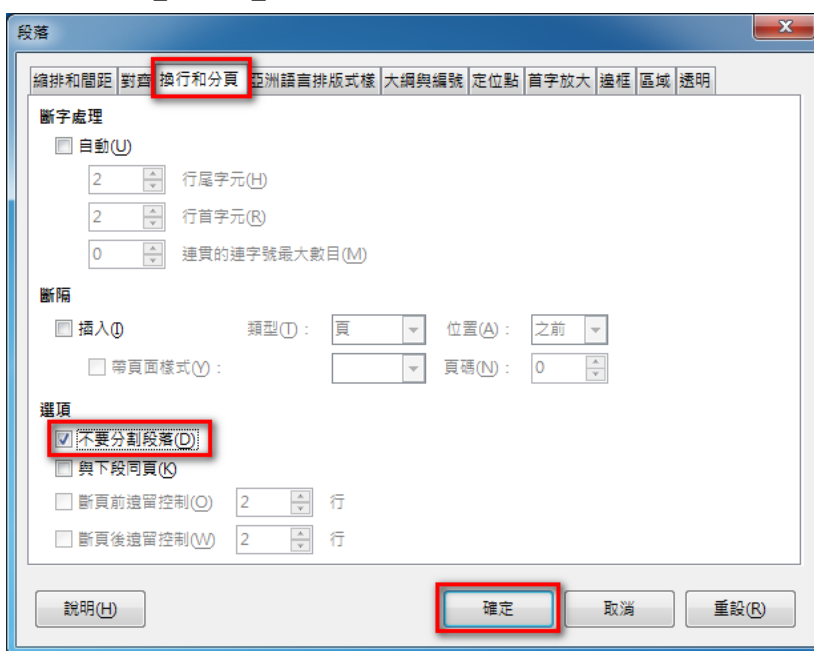 段落
縮排和間距 對齊 換行和分頁 亞洲語言排版式樣 大綱與編號 定位點 首字放大 邊框 區域 透明
斷字處理
自動(U)
2 行尾字元(H)
2 行首字元(R)
0 連貫的連字號最大數目(M)
斷隔
插入(I) 類型(T)： 頁 位置(A)： 之前
帶頁面樣式(Y)： 頁碼(N)： 0
選項
不要分割段落(D)
與下段同頁(K)
斷頁前遺留控制(O) 2 行
斷頁後遺留控制(W) 2 行
說明(H) 確定 取消 重設(R)